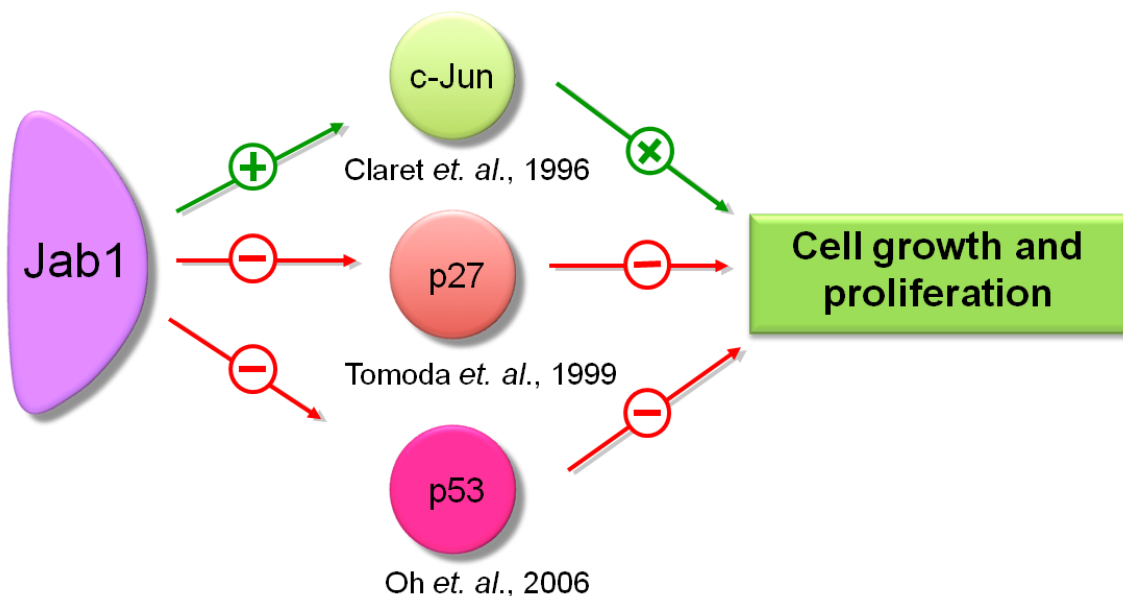 c-Jun
Claret et. al., 1996
Jab1
+
×
−
p27
−
Cell growth and
proliferation
Tomoda et. al., 1999
−
p53
−
Oh et. al., 2006